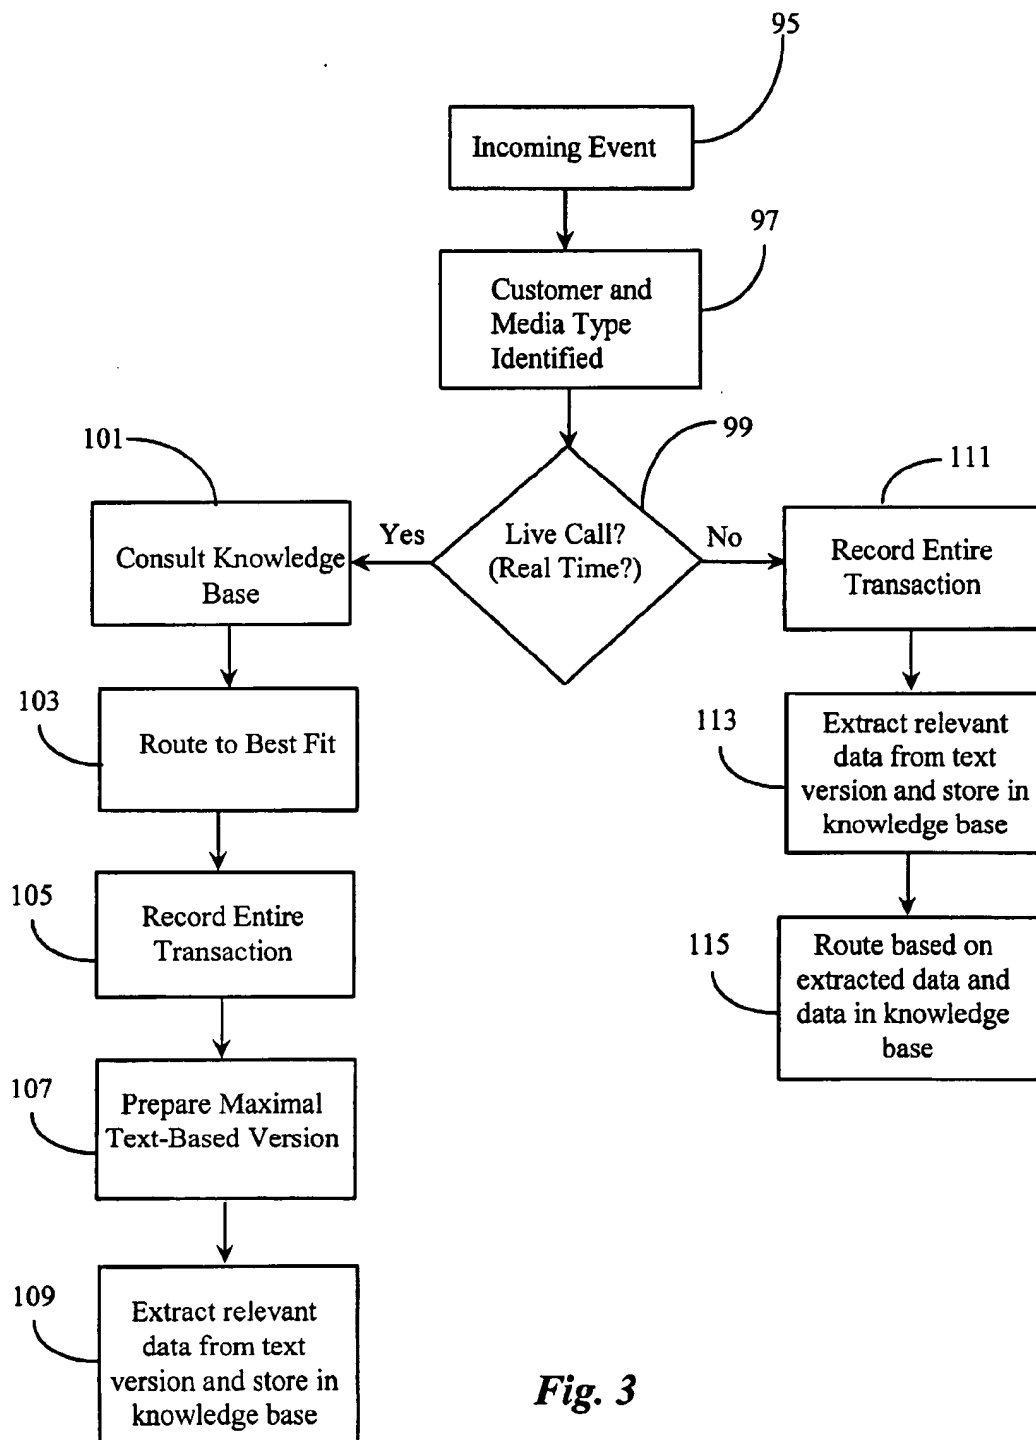 95
Incoming Event
97
Customer and
Media Type
Identified
99
Live Call?
(Real Time?)
Yes
No
101
Consult Knowledge
Base
103
Route to Best Fit
105
Record Entire
Transaction
107
Prepare Maximal
Text-Based Version
109
Extract relevant
data from text
version and store in
knowledge base
111
Record Entire
Transaction
113
Extract relevant
data from text
version and store in
knowledge base
115
Route based on
extracted data and
data in knowledge
base
Fig. 3